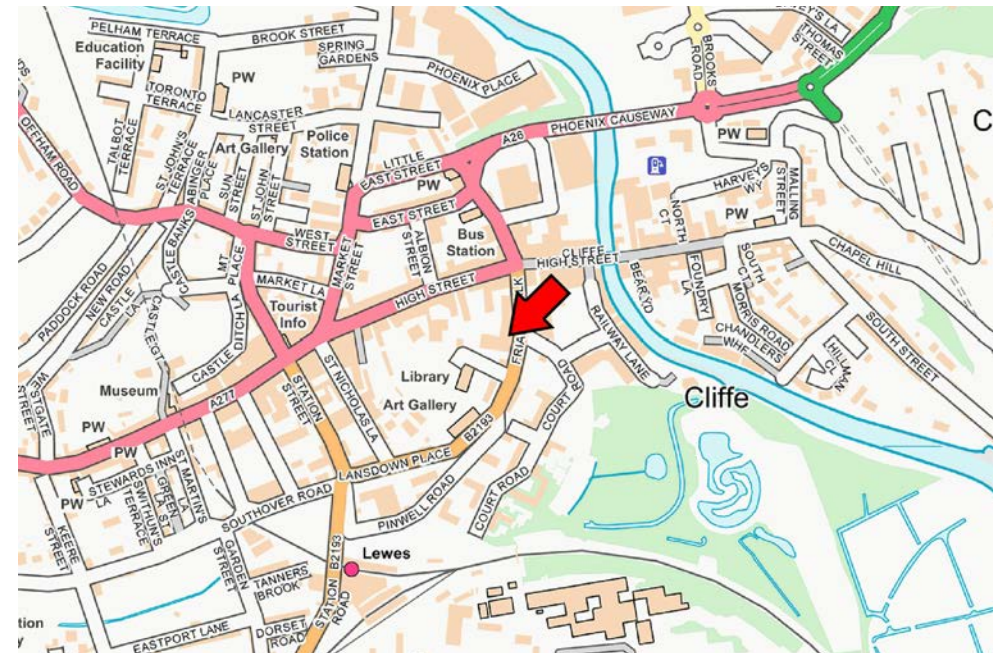 PELHAM TERRACE
BROOK STREET
Education
Facility
SPRING
GARDENS
PW
PHOENIX PLACE
TORONTO
TERRACE
LANCASTER
STREET
TALBOT
TERRACE
OFFHAM ROAD
ST JOHN'S
TERRACE
ABINGER
PLACE
Art Gallery
SUN
STREET
ST JOHN
STREET
Police
Station
LITTLE
EAST STREET
PW
EAST STREET
A26
PHOENIX CAUSEWAY
BROOKS
ROAD
THOMAS
STREET
PW
HARVEY'S
WY
MALLING
STREET
PW
NORTH
CT
C
CASTLE BANKS
MT
PLACE
WEST
STREET
MARKET
STREET
ALBION
STREET
Bus
Station
CLIFFE
HIGH STREET
CHAPEL HILL
PADDOCK ROAD
NEW ROAD
CASTLE
LA
CASTLE GT
CASTLE DITCH LA
MARKET LA
Tourist
Info
HIGH STREET
BEAR YD
FOUNDRY
LA
SOUTH
CT
MORRIS ROAD
CHANDLERS
WHF
HILLMAN
CL
SOUTH STREET
RAILWAY LANE
WESTGATE
STREET
Museum
A277
STATION
STREET
ST NICHOLAS LA
Library
Art Gallery
B2193
COURT ROAD
Cliffe
PW
PW
PW
STEWARDS INN
LA
ST SWITHUN'S
TERRACE
GREEN
LA
ST MARTIN'S
LA
KEERE
STREET
SOUTHOVER ROAD
LANSDOWN PLACE
PINWELL ROAD
COURT ROAD
GARDEN
STREET
TANNERS
BROOK
Lewes
STATION
ROAD
B2193
EASTPORT LANE
DORSET
ROAD